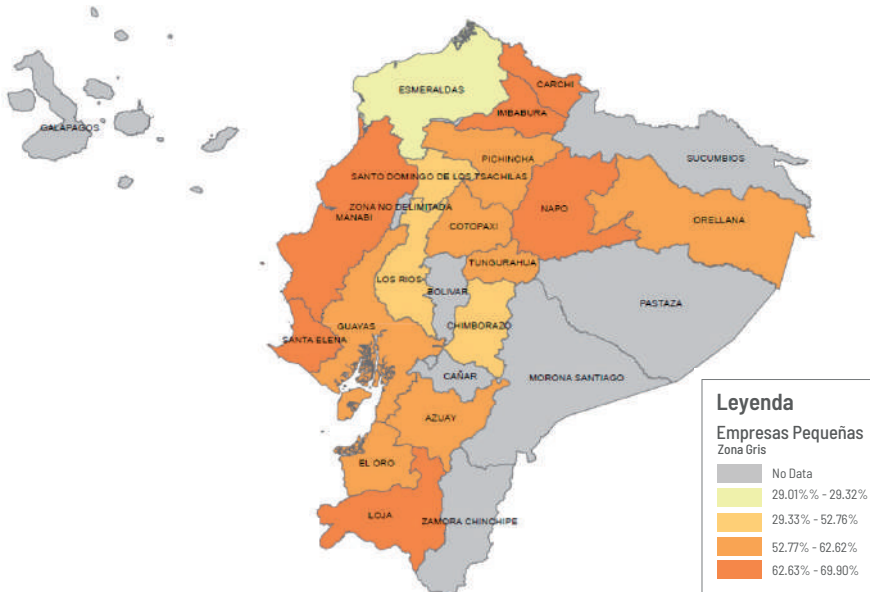 ESMERALDAS
CARCHI
IMBABURA
GALAPAGOS
PICHINCHA
SUCUMBIOS
SANTO DOMINGO DE LOS TSACHILAS
ZONA NO DELIMITADA
MANABI
NAPO
ORELLANA
COTOPAXI
TUNGURAHUA
LOS RIOS
BOLIVAR
PASTAZA
GUAYAS
CHIMBORAZO
SANTA ELENA
CAÑAR
MORONA SANTIAGO
AZUAY
EL ORO
LOJA
ZAMORA CHINCHIPE
Leyenda
Empresas Pequeñas
Zona Gris
No Data
29.01%% - 29.32%
29.33% - 52.76%
52.77% - 62.62%
62.63% - 69.90%